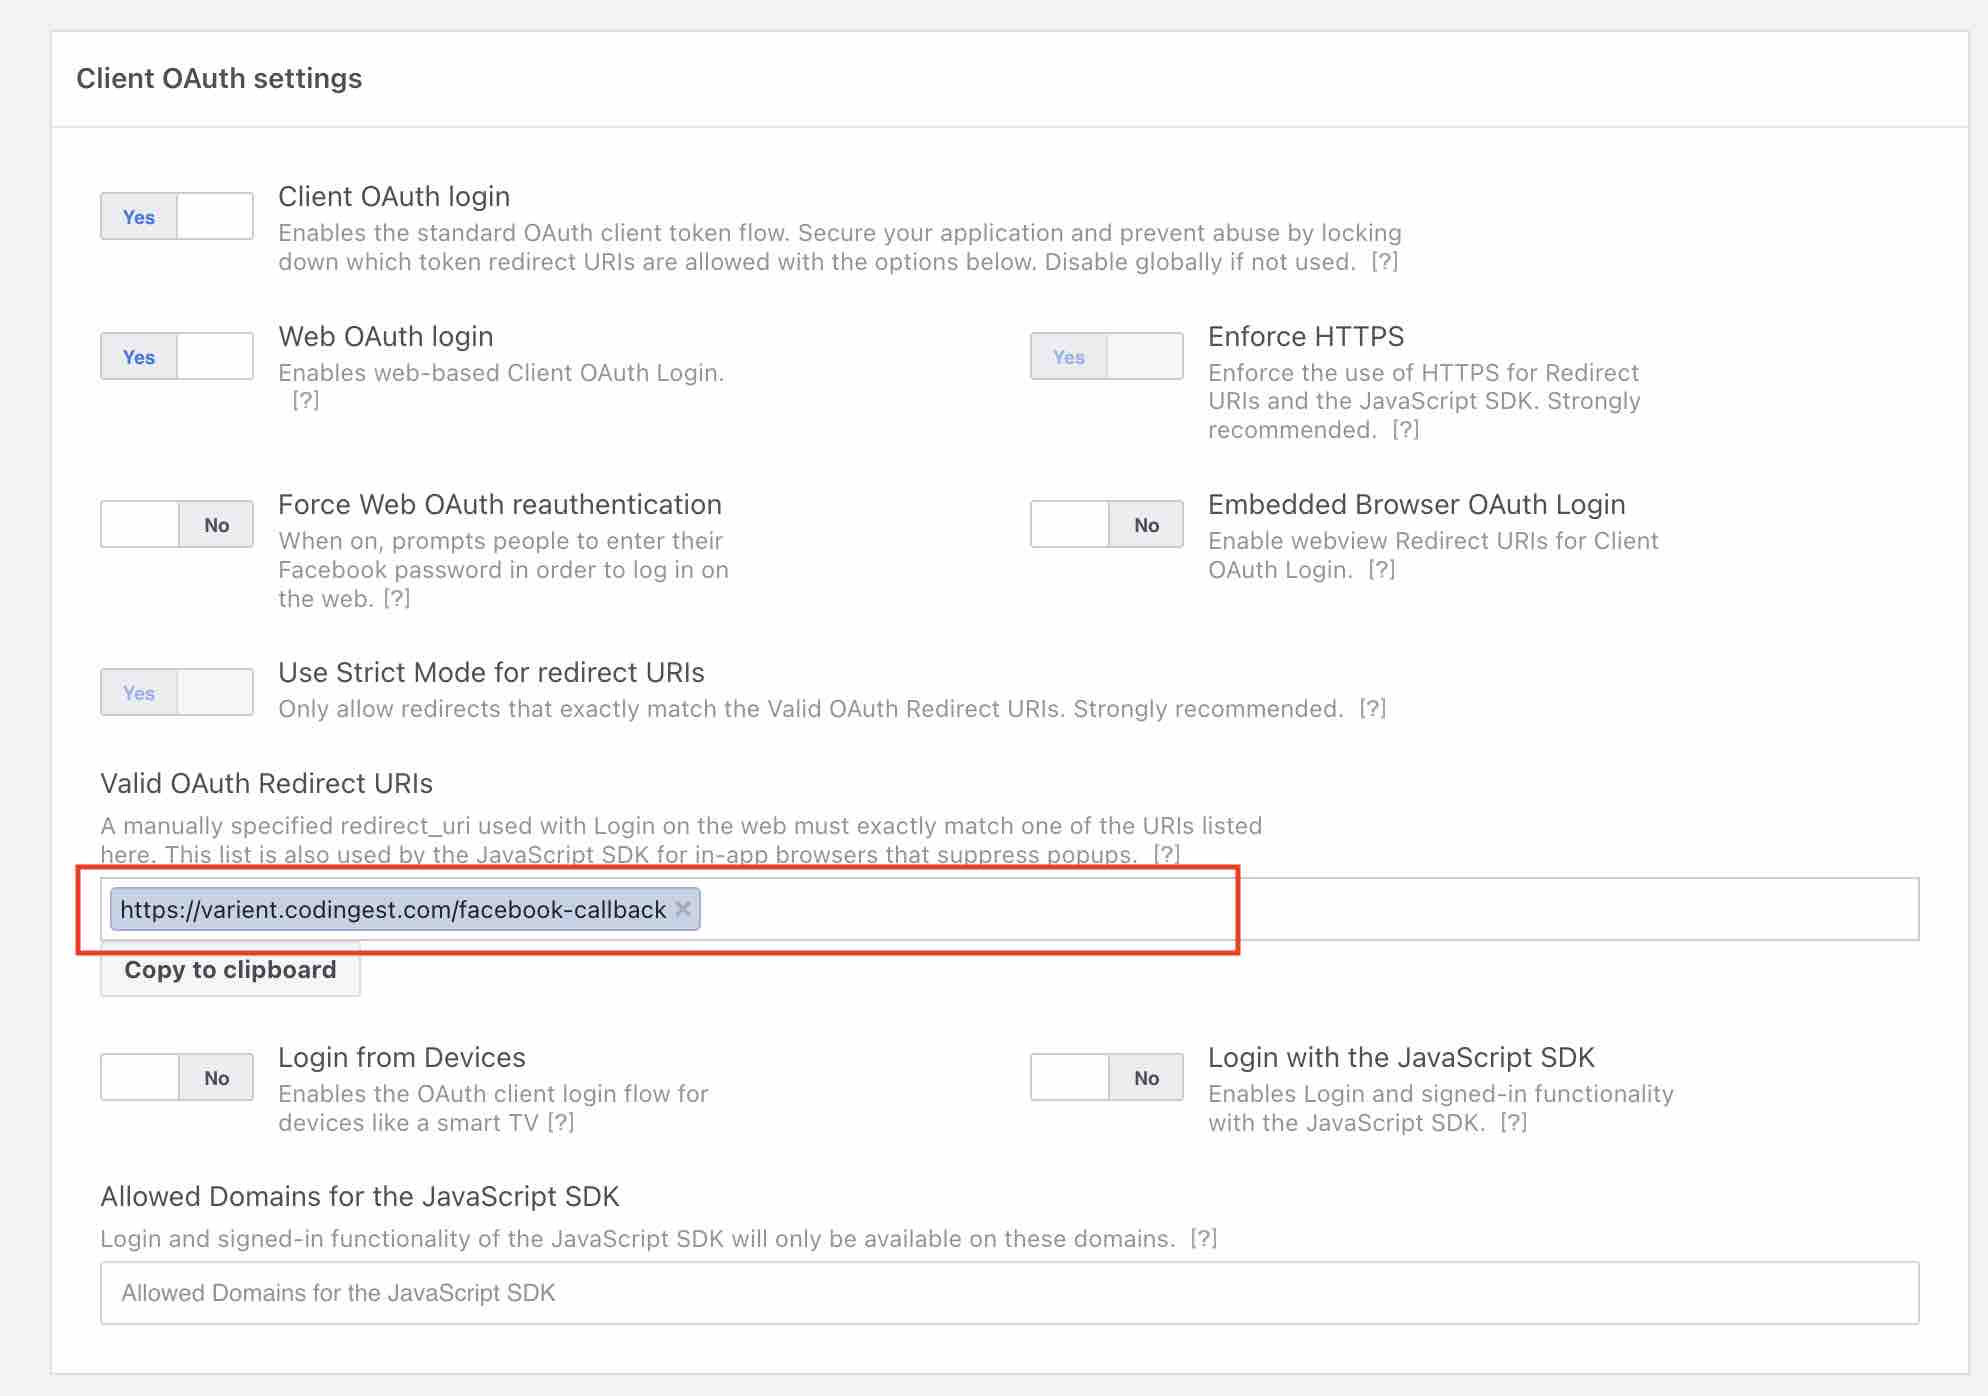 Client OAuth settings
Yes
Client OAuth login
Enables the standard OAuth client token flow. Secure your application and prevent abuse by locking
down which token redirect URIs are allowed with the options below. Disable globally if not used. [?]
Yes
Web OAuth login
Enables web-based Client OAuth Login.
[?]
Yes
Enforce HTTPS
Enforce the use of HTTPS for Redirect
URIs and the JavaScript SDK. Strongly
recommended. [?]
No
Force Web OAuth reauthentication
When on, prompts people to enter their
Facebook password in order to log in on
the web. [?]
No
Embedded Browser OAuth Login
Enable webview Redirect URIs for Client
OAuth Login. [?]
Yes
Use Strict Mode for redirect URIs
Only allow redirects that exactly match the Valid OAuth Redirect URIs. Strongly recommended. [?]
Valid OAuth Redirect URIs
A manually specified redirect_uri used with Login on the web must exactly match one of the URIs listed
here. This list is also used by the JavaScript SDK for in-app browsers that suppress popups. [?]
https://varient.codingest.com/facebook-callback
Copy to clipboard
No
Login from Devices
Enables the OAuth client login flow for
devices like a smart TV [?]
No
Login with the JavaScript SDK
Enables Login and signed-in functionality
with the JavaScript SDK. [?]
Allowed Domains for the JavaScript SDK
Login and signed-in functionality of the JavaScript SDK will only be available on these domains. [?]
Allowed Domains for the JavaScript SDK